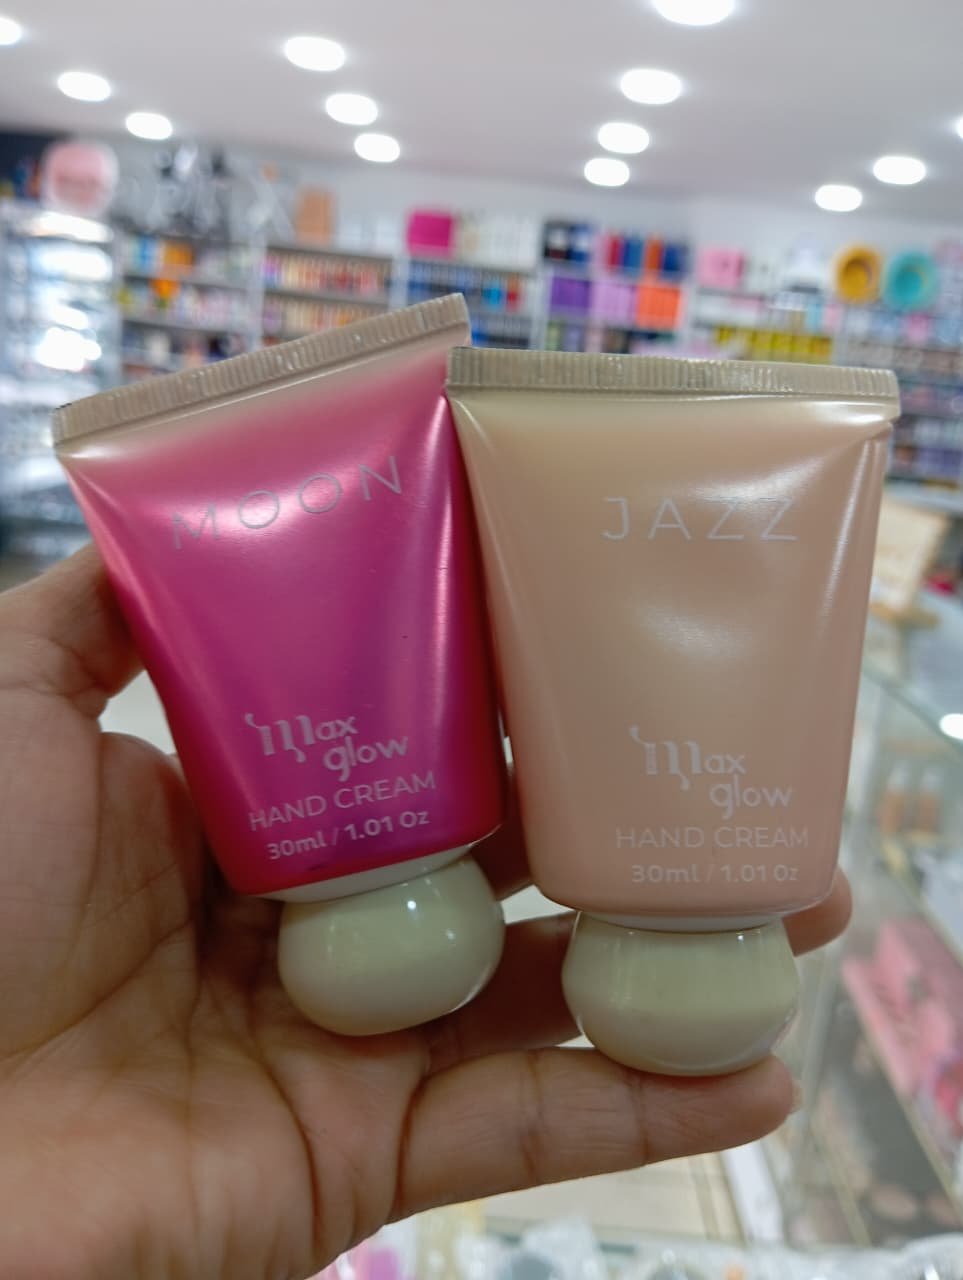 MOON
max
glow
HAND CREAM
30ml / 1.01 Oz
JAZZ
max
glow
HAND CREAM
30ml / 1.01 Oz